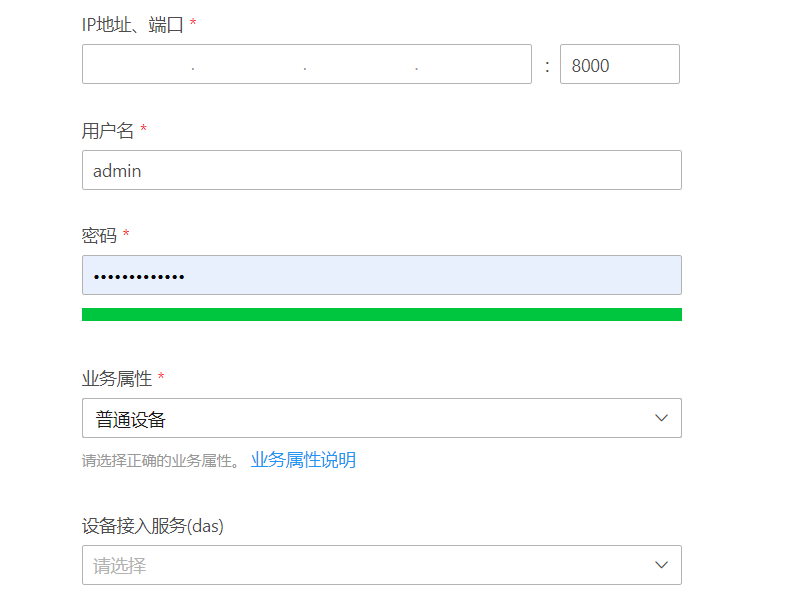 IP地址、端口 *
. . . : 8000
用户名 *
admin
密码 *
•••••••••••••
业务属性 *
普通设备
请选择正确的业务属性。 业务属性说明
设备接入服务(das)
请选择